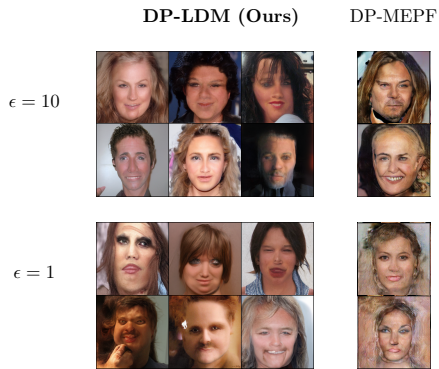 DP-LDM (Ours) DP-MEPF
ϵ = 10
ϵ = 1